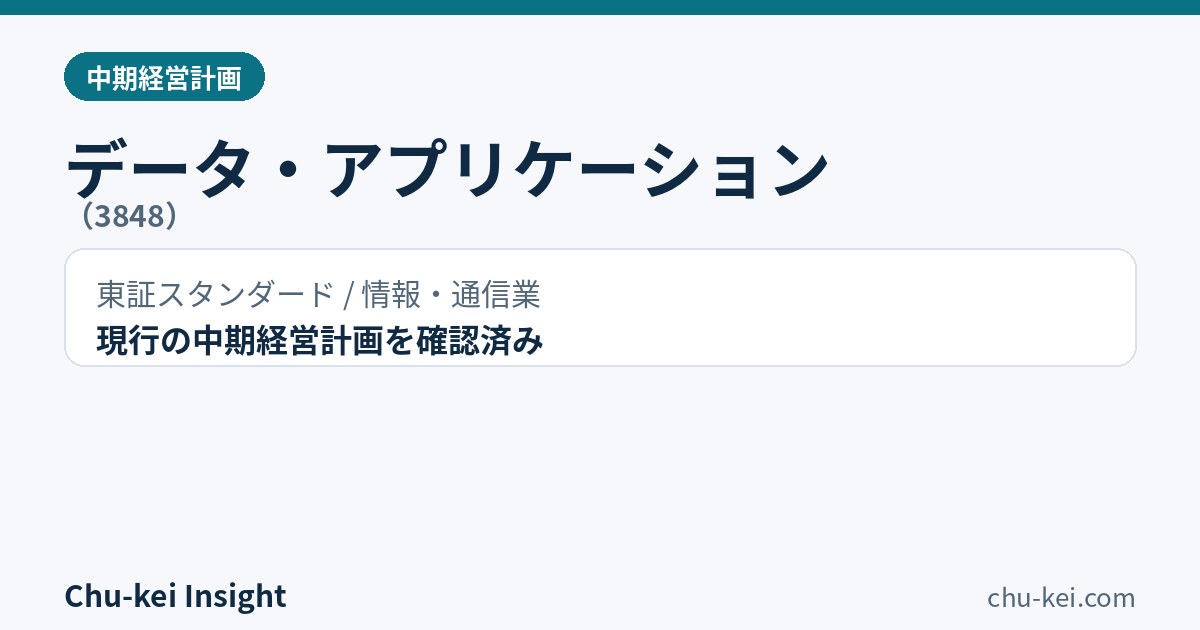 中期経営計画
データ・アプリケーション
（3848）
東証スタンダード / 情報・通信業
現行の中期経営計画を確認済み
Chu-kei Insight
chu-kei.com